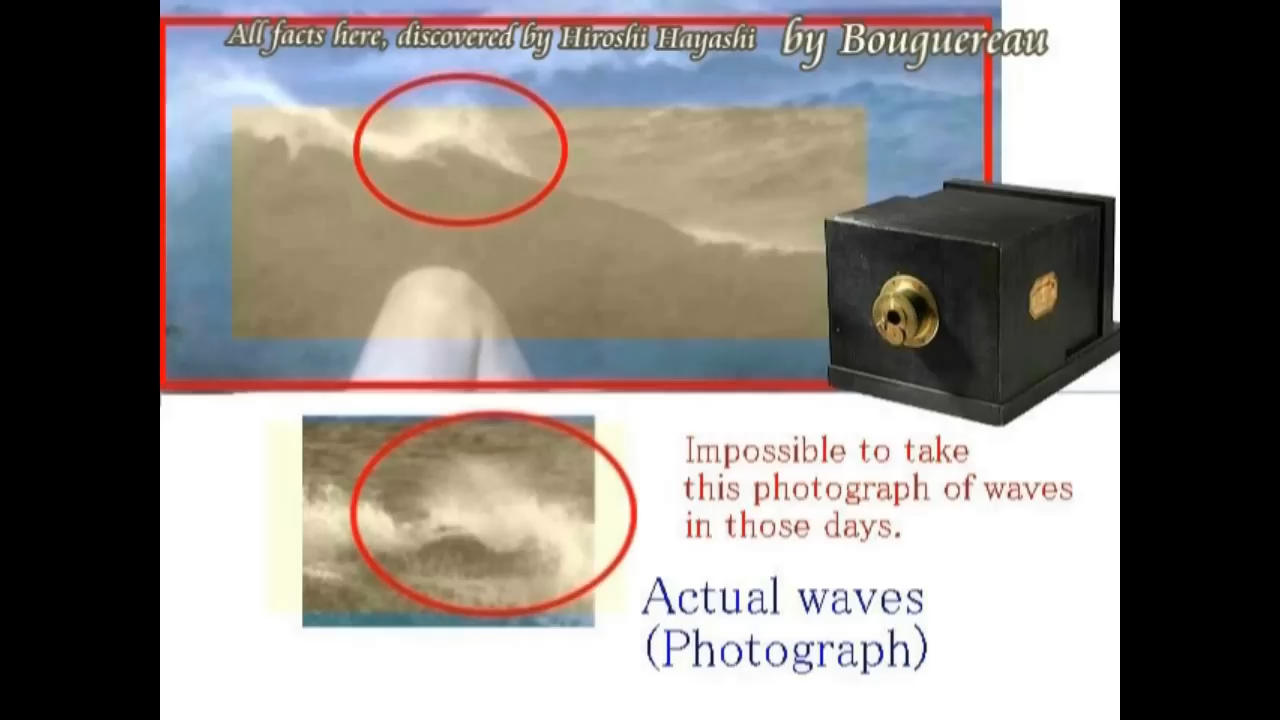 All facts here, discovered by Hiroshi Hayashi by Bouguereau
Impossible to take
this photograph of waves
in those days.
Actual waves
(Photograph)